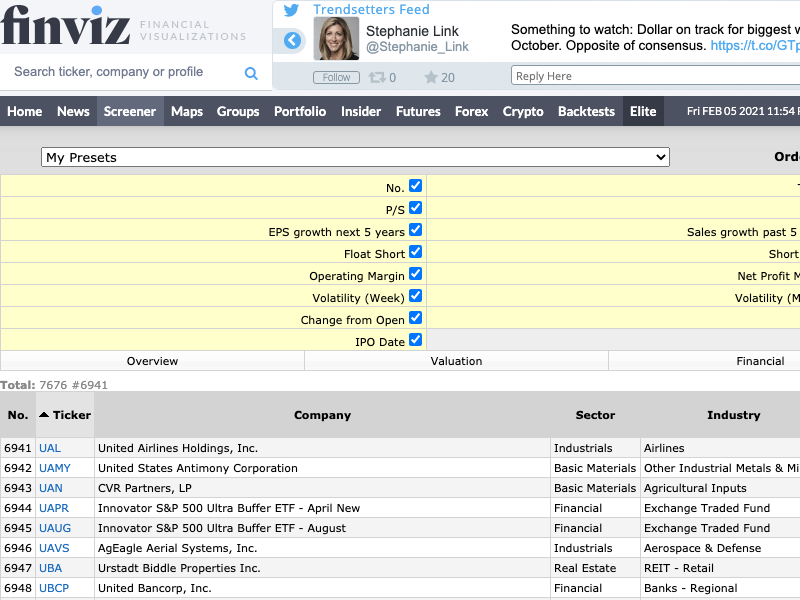 finviz FINANCIAL VISUALIZATIONS
Trendsetters Feed
Stephanie Link
@Stephanie_Link
Something to watch: Dollar on track for biggest w
October. Opposite of consensus. https://t.co/GTp
Follow 0 20
Reply Here
Search ticker, company or profile
Home News Screener Maps Groups Portfolio Insider Futures Forex Crypto Backtests Elite Fri FEB 05 2021 11:54 P
My Presets Orde
No.
P/S
EPS growth next 5 years Sales growth past 5
Float Short Short
Operating Margin Net Profit M
Volatility (Week) Volatility (M
Change from Open
IPO Date
Overview Valuation Financial
Total: 7676 #6941
No. Ticker Company Sector Industry
6941 UAL United Airlines Holdings, Inc. Industrials Airlines
6942 UAMY United States Antimony Corporation Basic Materials Other Industrial Metals & Mi
6943 UAN CVR Partners, LP Basic Materials Agricultural Inputs
6944 UAPR Innovator S&P 500 Ultra Buffer ETF - April New Financial Exchange Traded Fund
6945 UAUG Innovator S&P 500 Ultra Buffer ETF - August Financial Exchange Traded Fund
6946 UAVS AgEagle Aerial Systems, Inc. Industrials Aerospace & Defense
6947 UBA Urstadt Biddle Properties Inc. Real Estate REIT - Retail
6948 UBCP United Bancorp, Inc. Financial Banks - Regional